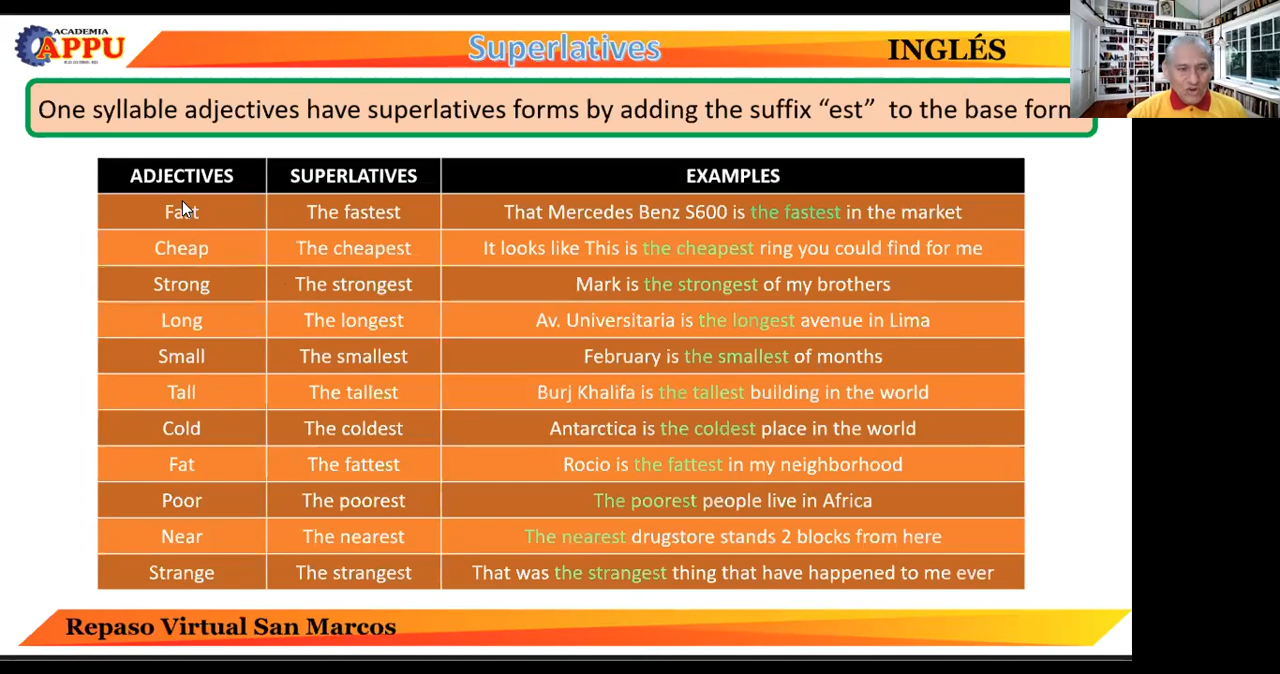 ACADEMIA
APPU
Superlatives
INGLÉS
One syllable adjectives have superlatives forms by adding the suffix “est” to the base form
ADJECTIVES SUPERLATIVES EXAMPLES
Fast The fastest That Mercedes Benz S600 is the fastest in the market
Cheap The cheapest It looks like This is the cheapest ring you could find for me
Strong The strongest Mark is the strongest of my brothers
Long The longest Av. Universitaria is the longest avenue in Lima
Small The smallest February is the smallest of months
Tall The tallest Burj Khalifa is the tallest building in the world
Cold The coldest Antarctica is the coldest place in the world
Fat The fattest Rocio is the fattest in my neighborhood
Poor The poorest The poorest people live in Africa
Near The nearest The nearest drugstore stands 2 blocks from here
Strange The strangest That was the strangest thing that have happened to me ever
Repaso Virtual San Marcos